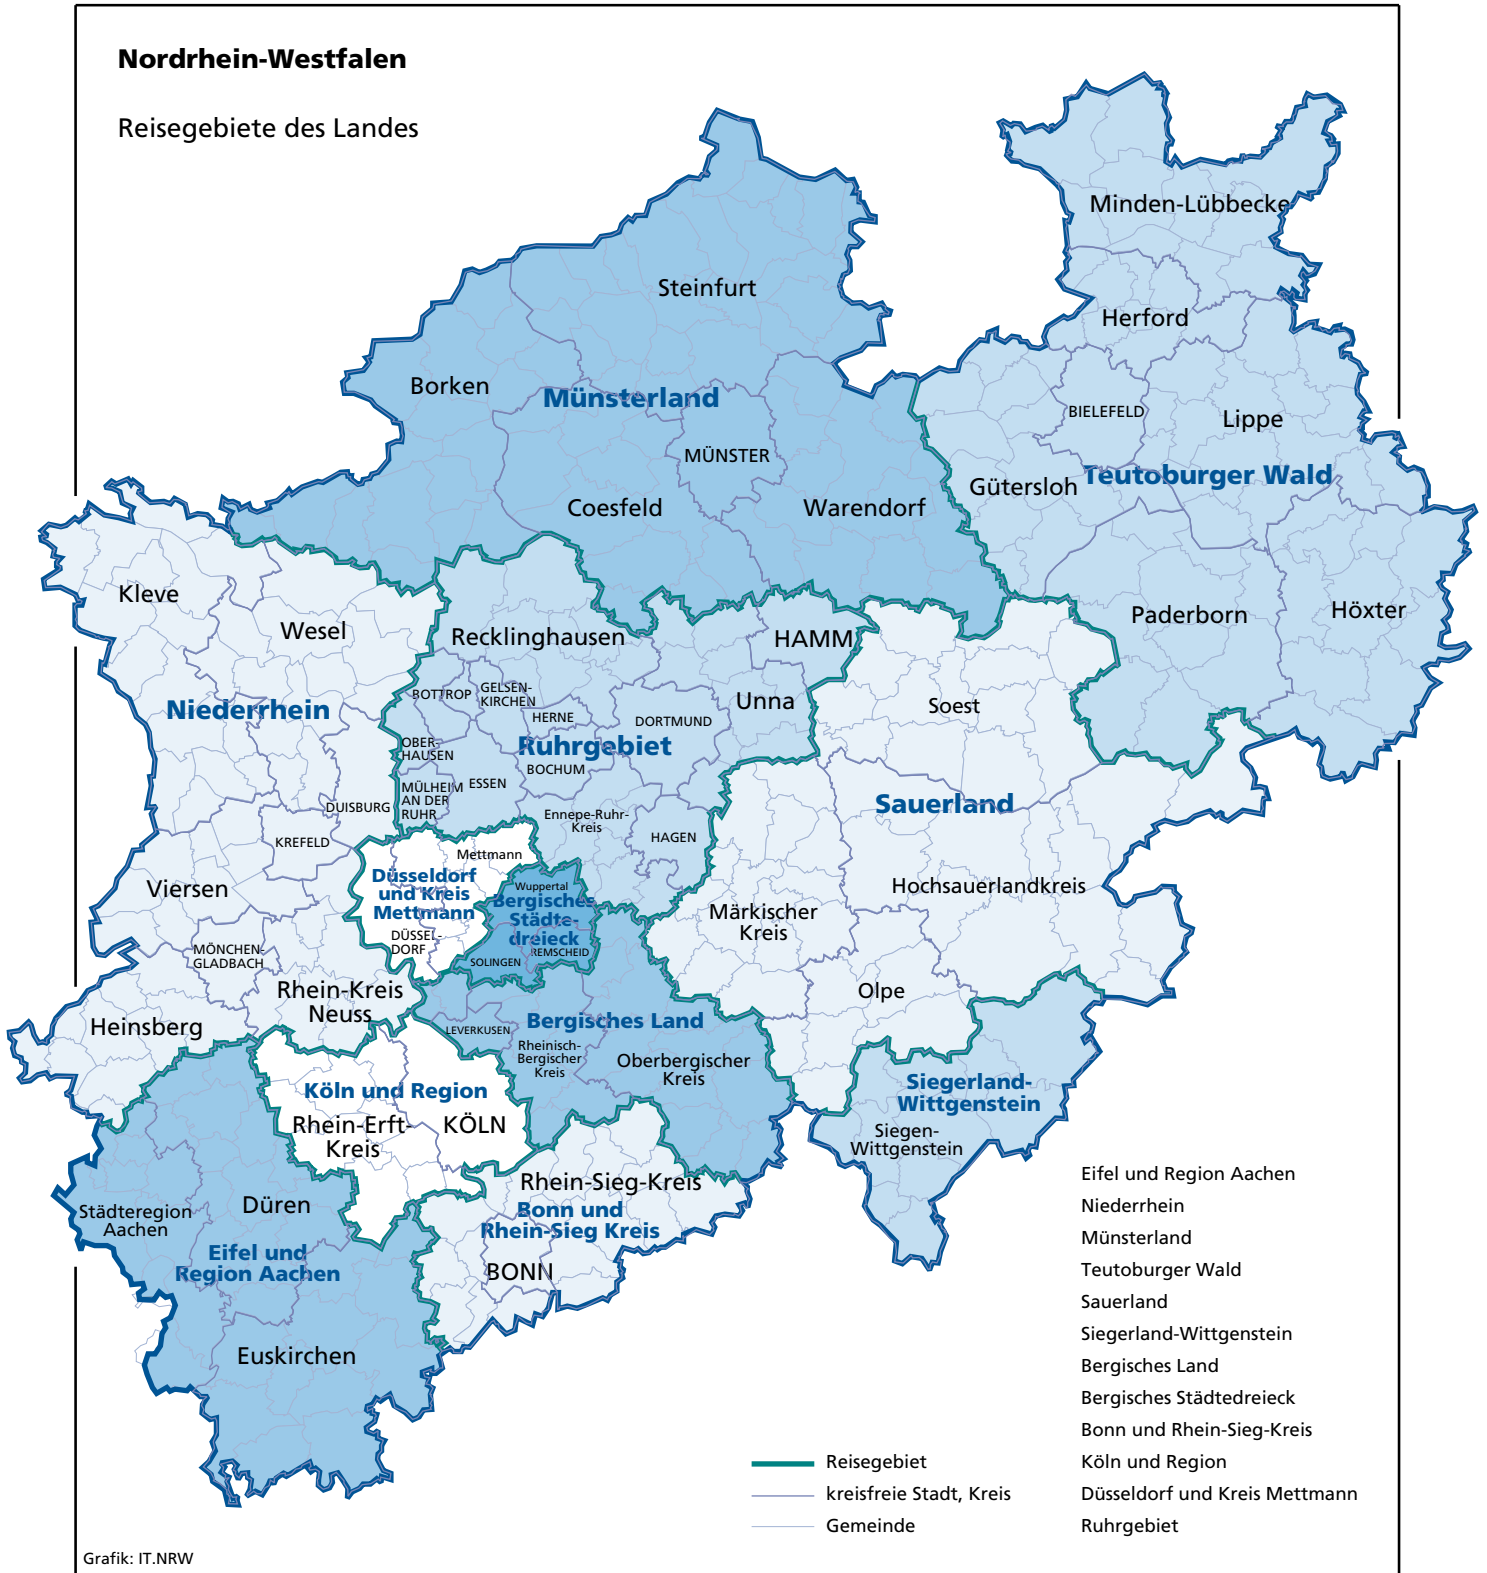 Nordrhein-Westfalen
Reisegebiete des Landes
Minden-Lübbecke
Steinfurt
Herford
Borken
Münsterland
BIELEFELD
Lippe
MÜNSTER
Teutoburger Wald
Gütersloh
Coesfeld
Warendorf
Kleve
Wesel
Recklinghausen
HAMM
Paderborn
Höxter
Niederrhein
BOTTROP
GELSEN-
KIRCHEN
HERNE
DORTMUND
Unna
Soest
OBER-
HAUSEN
Ruhrgebiet
BOCHUM
ESSEN
MÜLHEIM
AN DER
RUHR
DUISBURG
Sauerland
Ennepe-Ruhr-
Kreis
HAGEN
KREFELD
Mettmann
Viersen
Düsseldorf
und Kreis
Mettmann
Wuppertal
Bergisches
Städte-
dreieck
Hochsauerlandkreis
Märkischer
Kreis
DÜSSEL-
DORF
SOLINGEN
REMSCHEID
MÖNCHEN-
GLADBACH
Rhein-Kreis
Neuss
Olpe
Heinsberg
LEVERKUSEN
Bergisches Land
Rheinisch-
Bergischer
Kreis
Oberbergischer
Kreis
Köln und Region
Siegerland-
Wittgenstein
Rhein-Erft-
Kreis
KÖLN
Siegen-
Wittgenstein
Rhein-Sieg-Kreis
Bonn und
Rhein-Sieg Kreis
Städteregion
Aachen
Düren
Eifel und
Region Aachen
BONN
Euskirchen
Eifel und Region Aachen
Niederrhein
Münsterland
Teutoburger Wald
Sauerland
Siegerland-Wittgenstein
Bergisches Land
Bergisches Städtedreieck
Bonn und Rhein-Sieg-Kreis
Köln und Region
Düsseldorf und Kreis Mettmann
Ruhrgebiet
Reisegebiet
kreisfreie Stadt, Kreis
Gemeinde
Grafik: IT.NRW